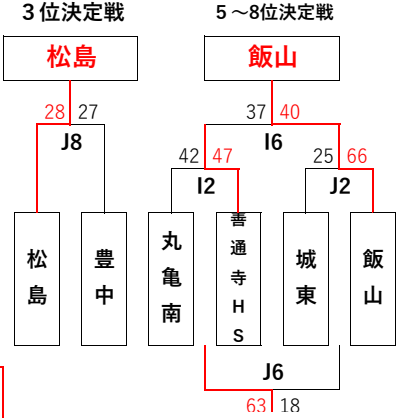 ３位決定戦
５～8位決定戦
松島
飯山
28 27
37 40
J8
I6
42 47
25 66
I2
J2
松島
豊中
丸亀南
善通寺HS
城東
飯山
J6
63 18